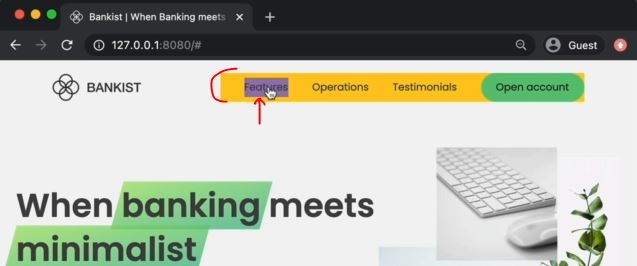 Bankist | When Banking meets
127.0.0.1:8080/#
Guest
BANKIST
Features
Operations
Testimonials
Open account
When banking meets
minimalist